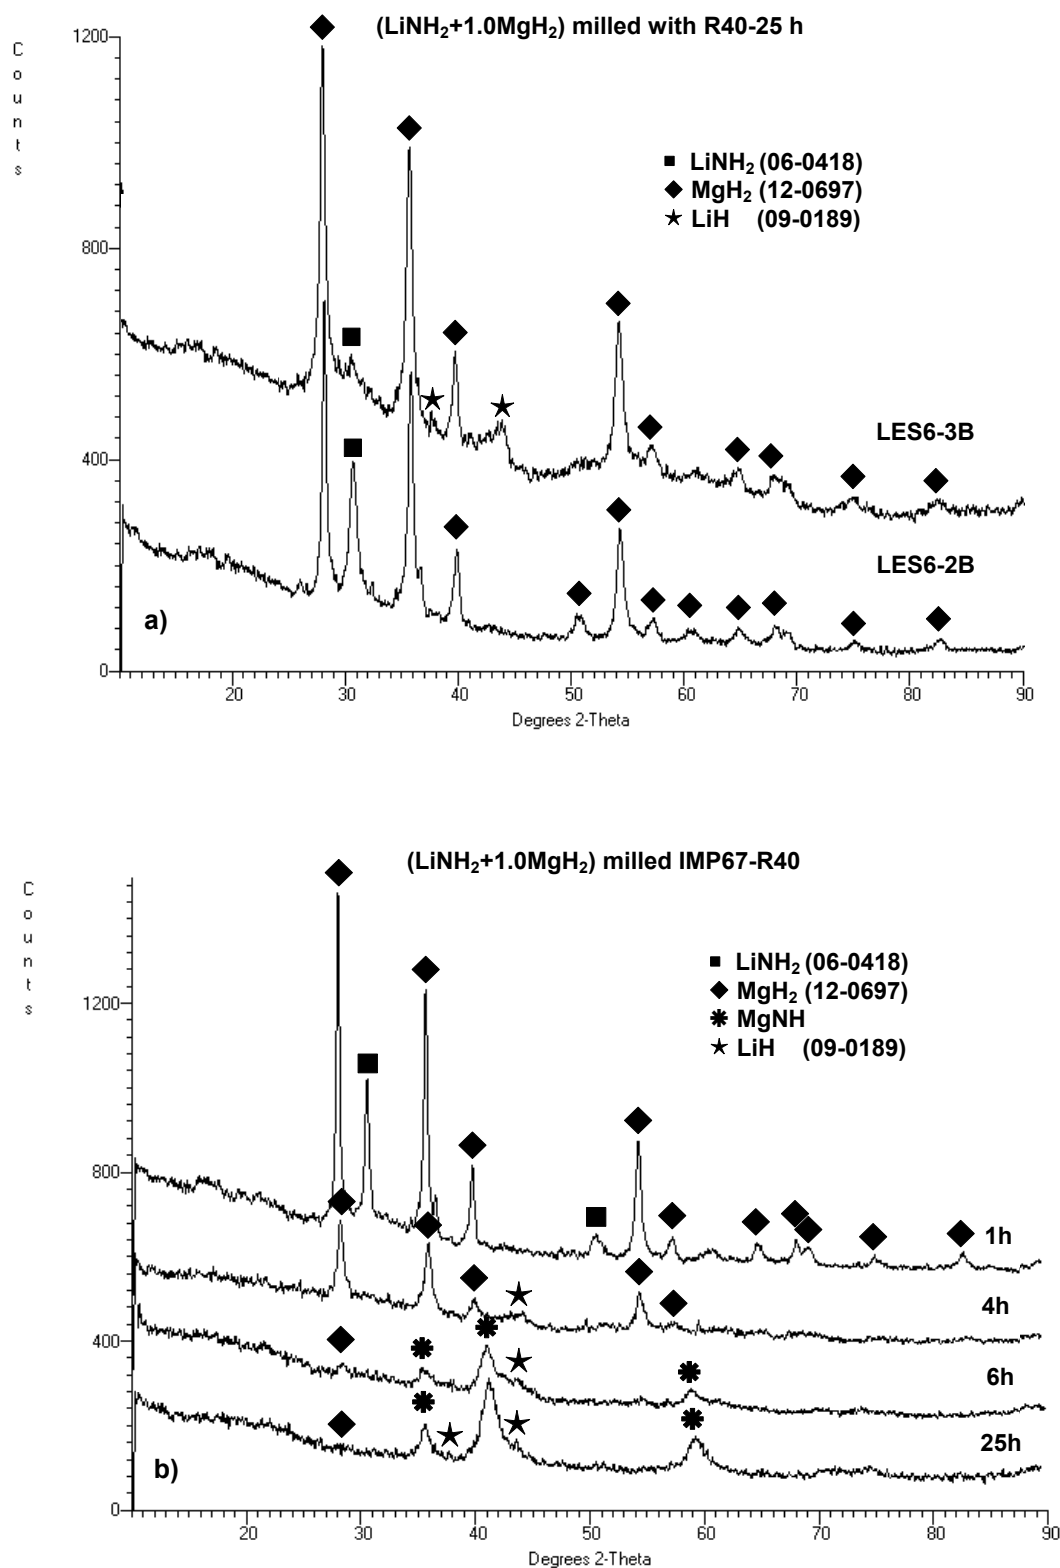 (LiNH₂+1.0MgH₂) milled with R40-25 h
Counts
1200
800
400
0
■ LiNH₂ (06-0418)
◆ MgH₂ (12-0697)
★ LiH (09-0189)
LES6-3B
LES6-2B
a)
20 30 40 50 60 70 80 90
Degrees 2-Theta
(LiNH₂+1.0MgH₂) milled IMP67-R40
Counts
1200
800
400
0
■ LiNH₂ (06-0418)
◆ MgH₂ (12-0697)
✱ MgNH
★ LiH (09-0189)
1h
4h
6h
25h
b)
20 30 40 50 60 70 80 90
Degrees 2-Theta